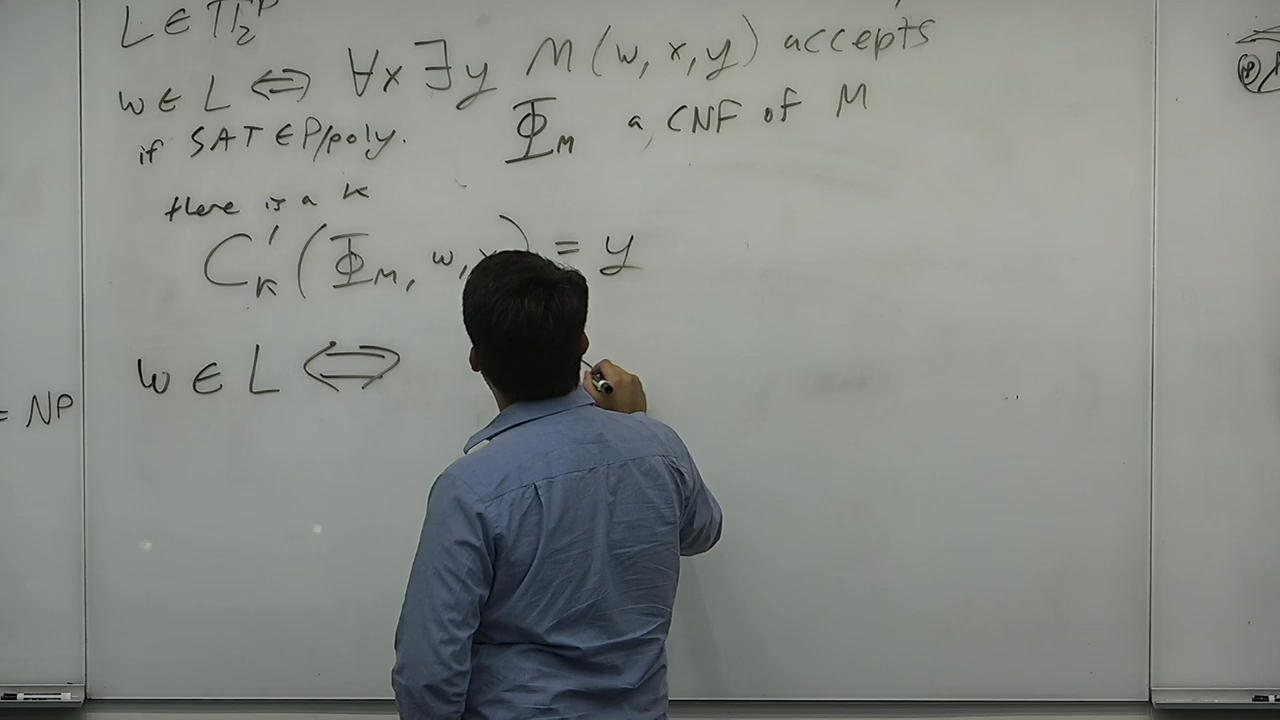 L ∈ Π₂ᴾ
w ∈ L ⇔ ∀x ∃y M(w, x, y) accepts
if SAT ∈ P/poly. Φ_M a CNF of M
there is a k
C'_k (Φ_M, w, x) = y
w ∈ L ⇔
= NP